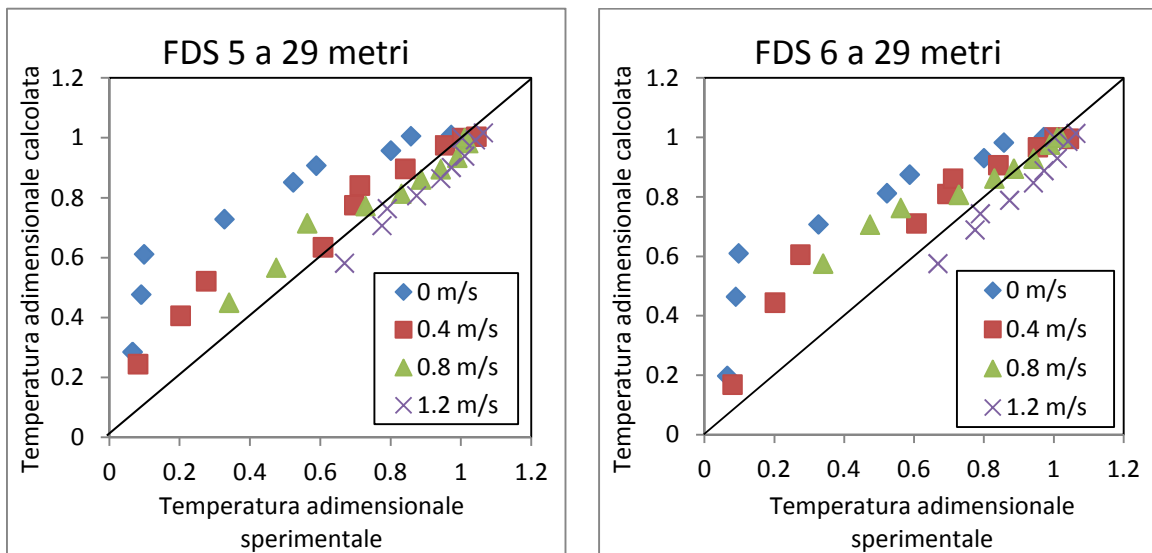 FDS 5 a 29 metri
Temperatura adimensionale calcolata
1.2
1
0.8
0.6
0.4
0.2
0
0 m/s
0.4 m/s
0.8 m/s
1.2 m/s
0 0.2 0.4 0.6 0.8 1 1.2
Temperatura adimensionale
sperimentale
FDS 6 a 29 metri
Temperatura adimensionale calcolata
1.2
1
0.8
0.6
0.4
0.2
0
0 m/s
0.4 m/s
0.8 m/s
1.2 m/s
0 0.2 0.4 0.6 0.8 1 1.2
Temperatura adimensionale
sperimentale